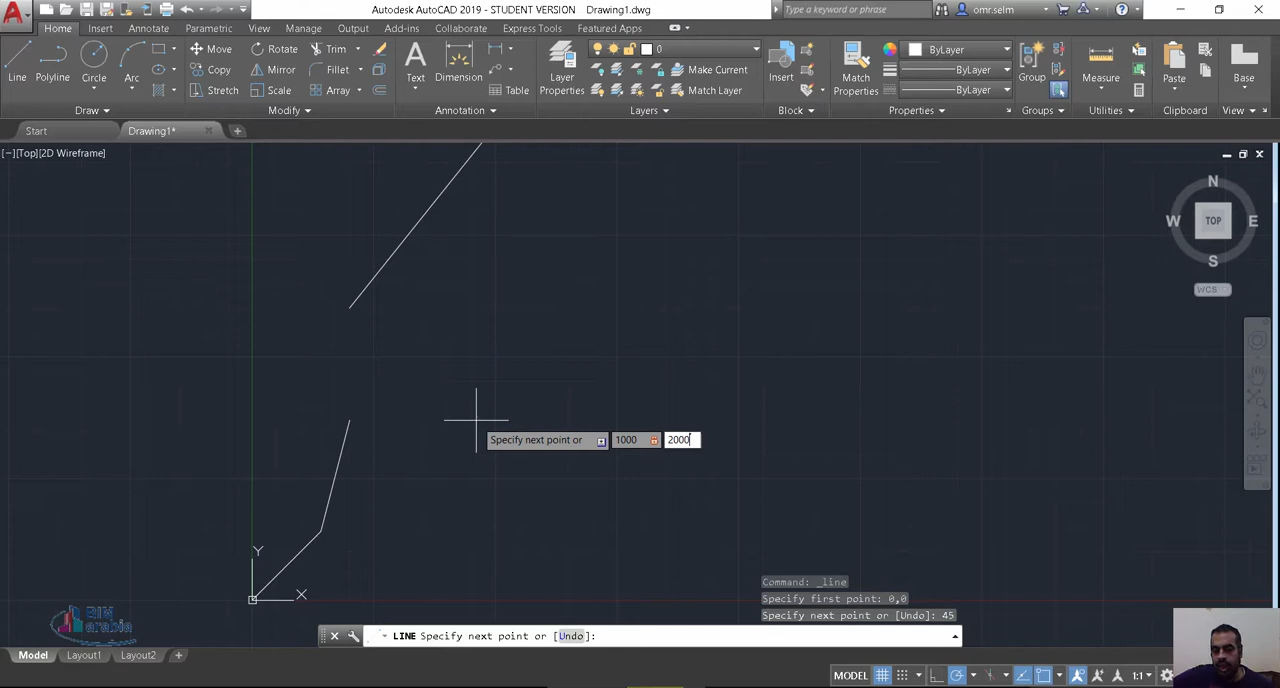 Autodesk AutoCAD 2019 - STUDENT VERSION Drawing1.dwg
Type a keyword or phrase
omr.selm
Home Insert Annotate Parametric View Manage Output Add-ins Collaborate Express Tools Featured Apps
Line Polyline Circle Arc
Move Rotate Trim
Copy Mirror Fillet
Stretch Scale Array
Text Dimension Table
Layer Properties
0
Make Current
Match Layer
Insert
Match Properties
ByLayer
ByLayer
ByLayer
Group
Measure
Paste
Base
Draw Modify Annotation Layers Block Properties Groups Utilities Clipboard View
Start Drawing1*
[−][Top][2D Wireframe]
N
W TOP E
S
WCS
Specify next point or 1000 2000
Y
X
BIM
arabia
Command: _line
Specify first point: 0,0
Specify next point or [Undo]: 45
LINE Specify next point or [Undo]:
Model Layout1 Layout2
MODEL 1:1